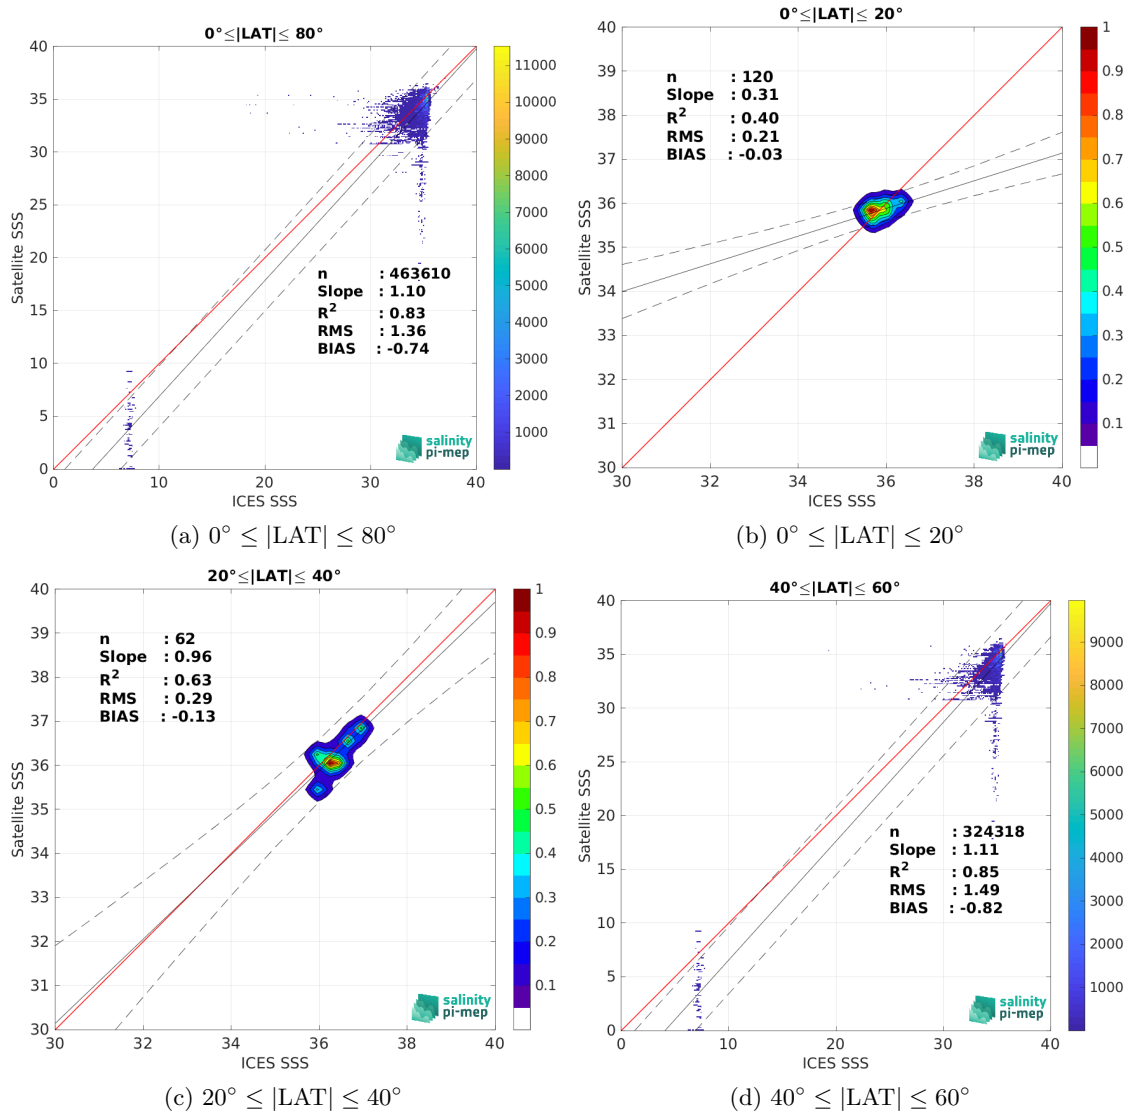 0°≤|LAT|≤ 80°
40
35
30
25
20
15
10
5
0
Satellite SSS
n : 463610
Slope : 1.10
R² : 0.83
RMS : 1.36
BIAS : -0.74
salinity
pi-mep
0 10 20 30 40
ICES SSS
11000
10000
9000
8000
7000
6000
5000
4000
3000
2000
1000
(a) 0° ≤ |LAT| ≤ 80°
0°≤|LAT|≤ 20°
40
39
38
37
36
35
34
33
32
31
30
Satellite SSS
n : 120
Slope : 0.31
R² : 0.40
RMS : 0.21
BIAS : -0.03
salinity
pi-mep
30 32 34 36 38 40
ICES SSS
1
0.9
0.8
0.7
0.6
0.5
0.4
0.3
0.2
0.1
(b) 0° ≤ |LAT| ≤ 20°
20°≤|LAT|≤ 40°
40
39
38
37
36
35
34
33
32
31
30
Satellite SSS
n : 62
Slope : 0.96
R² : 0.63
RMS : 0.29
BIAS : -0.13
salinity
pi-mep
30 32 34 36 38 40
ICES SSS
1
0.9
0.8
0.7
0.6
0.5
0.4
0.3
0.2
0.1
(c) 20° ≤ |LAT| ≤ 40°
40°≤|LAT|≤ 60°
40
35
30
25
20
15
10
5
0
Satellite SSS
n : 324318
Slope : 1.11
R² : 0.85
RMS : 1.49
BIAS : -0.82
salinity
pi-mep
0 10 20 30 40
ICES SSS
9000
8000
7000
6000
5000
4000
3000
2000
1000
(d) 40° ≤ |LAT| ≤ 60°